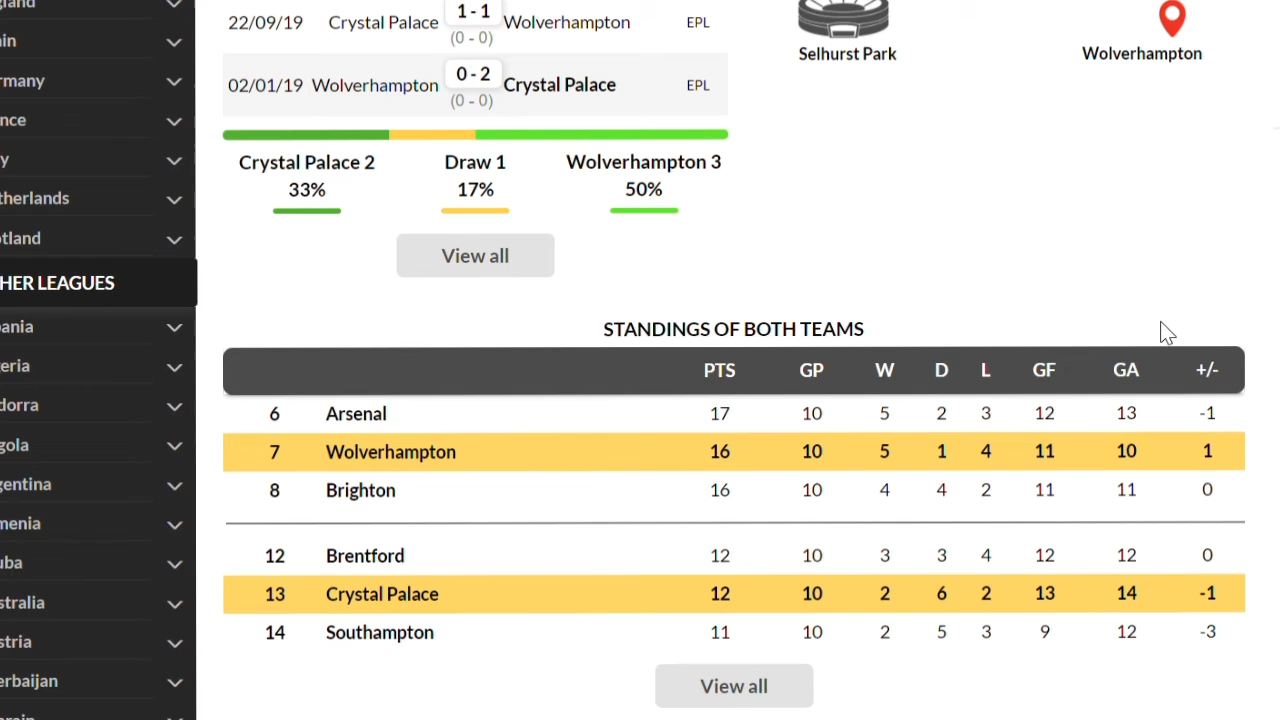 gland
22/09/19 Crystal Palace 1 - 1 Wolverhampton EPL
(0 - 0)
ain
Selhurst Park Wolverhampton
rmany
02/01/19 Wolverhampton 0 - 2 Crystal Palace EPL
(0 - 0)
nce
y
Crystal Palace 2 Draw 1 Wolverhampton 3
33% 17% 50%
therlands
otland
View all
HER LEAGUES
ania
STANDINGS OF BOTH TEAMS
eria
PTS GP W D L GF GA +/-
dorra
6 Arsenal 17 10 5 2 3 12 13 -1
gola
7 Wolverhampton 16 10 5 1 4 11 10 1
gentina
8 Brighton 16 10 4 4 2 11 11 0
menia
uba
12 Brentford 12 10 3 3 4 12 12 0
stralia
13 Crystal Palace 12 10 2 6 2 13 14 -1
stria
14 Southampton 11 10 2 5 3 9 12 -3
erbaijan
View all